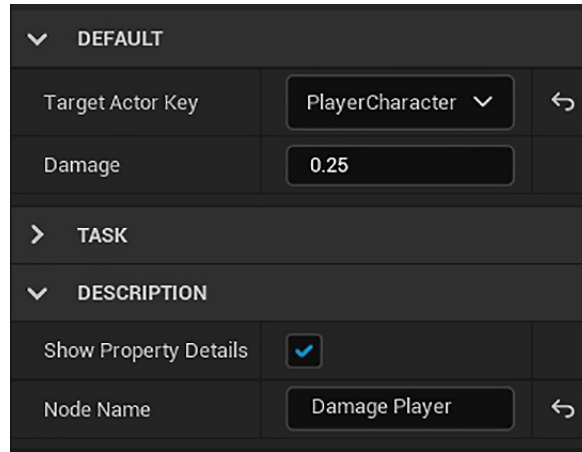 DEFAULT
Target Actor Key PlayerCharacter
Damage 0.25
TASK
DESCRIPTION
Show Property Details
Node Name Damage Player